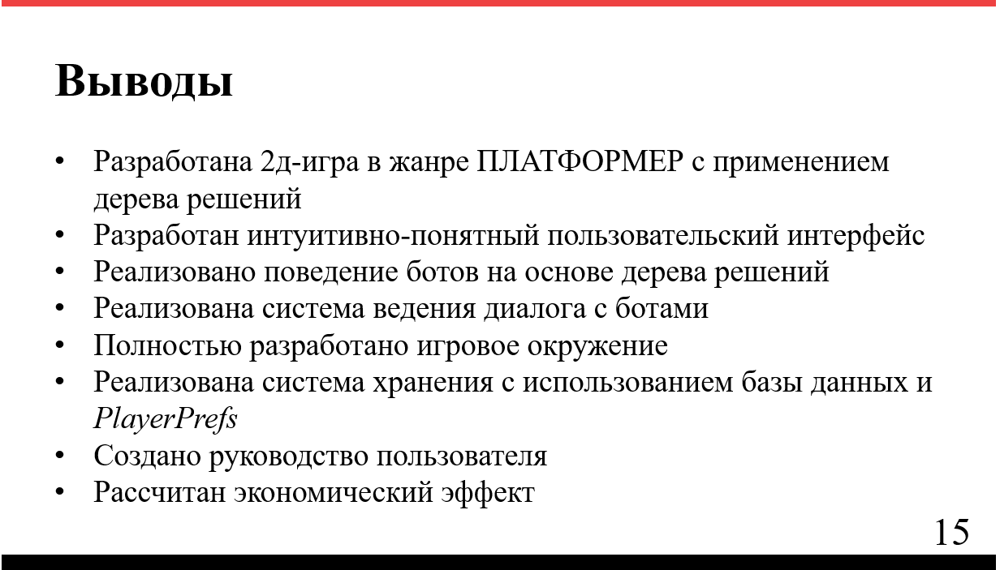 Выводы
• Разработана 2д-игра в жанре ПЛАТФОРМЕР с применением
дерева решений
• Разработан интуитивно-понятный пользовательский интерфейс
• Реализовано поведение ботов на основе дерева решений
• Реализована система ведения диалога с ботами
• Полностью разработано игровое окружение
• Реализована система хранения с использованием базы данных и
PlayerPrefs
• Создано руководство пользователя
• Рассчитан экономический эффект
15